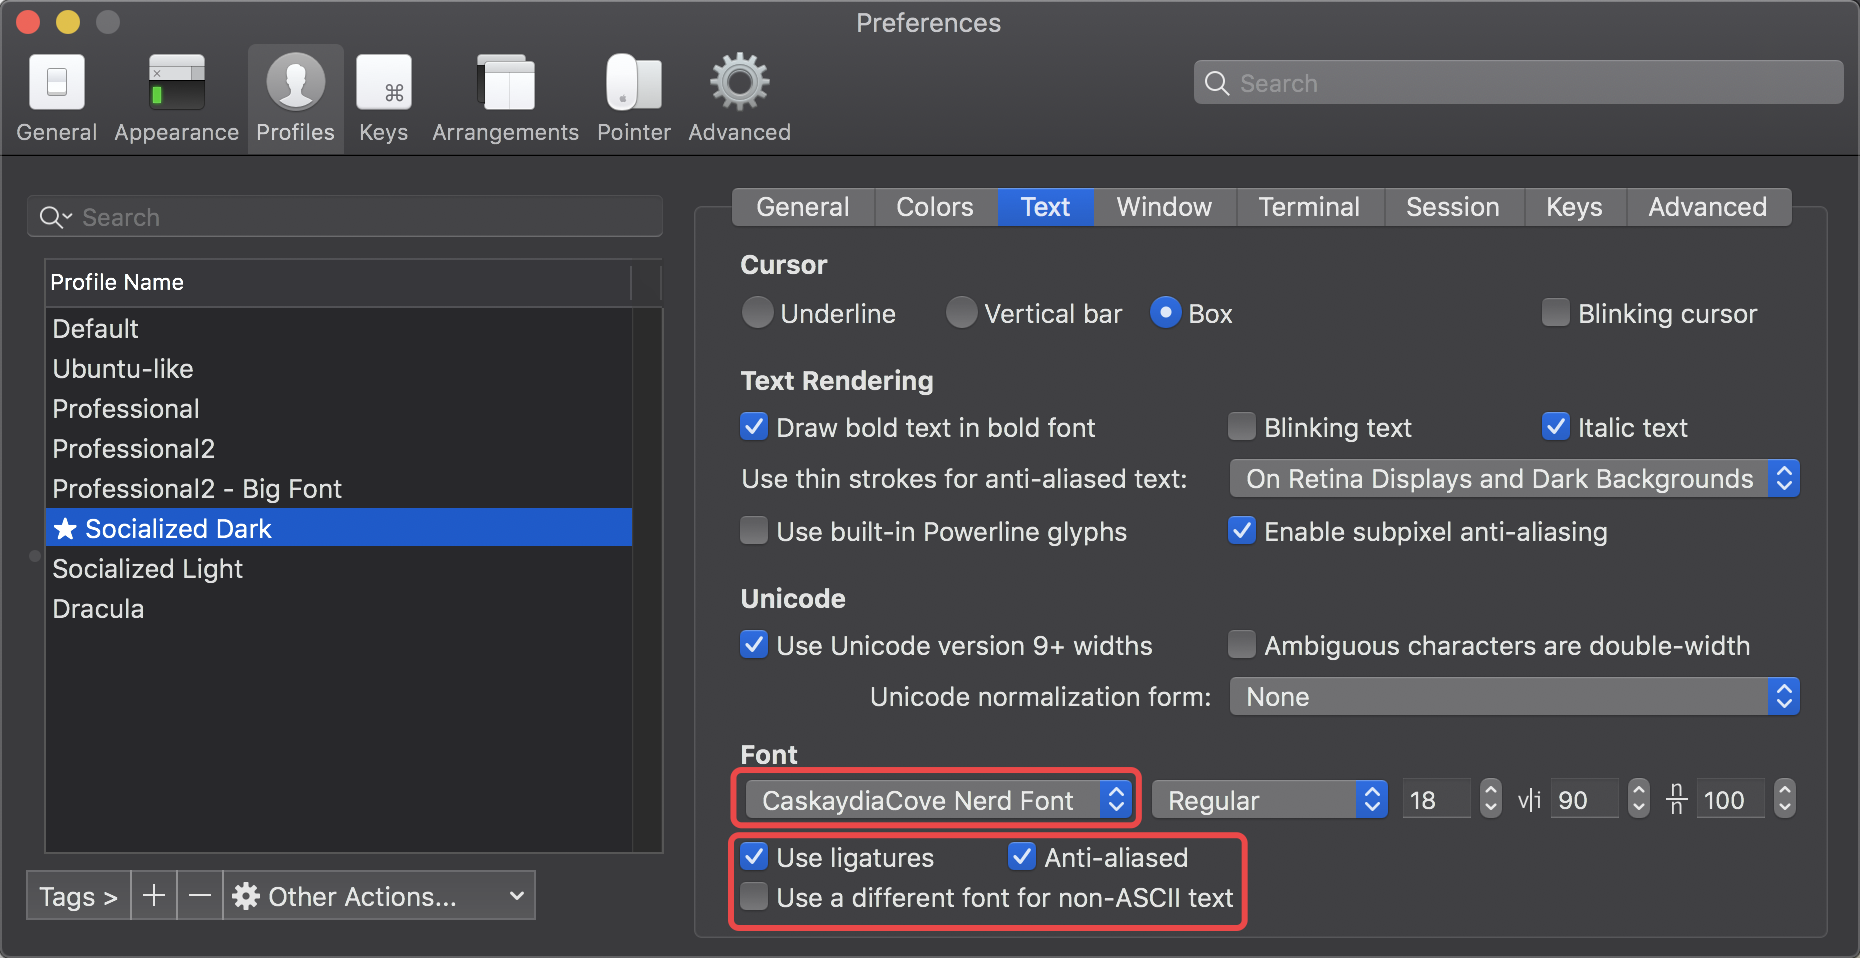 Preferences
General Appearance Profiles Keys Arrangements Pointer Advanced
Search
Search
Profile Name
Default
Ubuntu-like
Professional
Professional2
Professional2 - Big Font
★ Socialized Dark
Socialized Light
Dracula
Tags > + − Other Actions...
General Colors Text Window Terminal Session Keys Advanced
Cursor
Underline Vertical bar Box Blinking cursor
Text Rendering
Draw bold text in bold font Blinking text Italic text
Use thin strokes for anti-aliased text: On Retina Displays and Dark Backgrounds
Use built-in Powerline glyphs Enable subpixel anti-aliasing
Unicode
Use Unicode version 9+ widths Ambiguous characters are double-width
Unicode normalization form: None
Font
CaskaydiaCove Nerd Font Regular 18 v|i 90 n/n 100
Use ligatures Anti-aliased
Use a different font for non-ASCII text